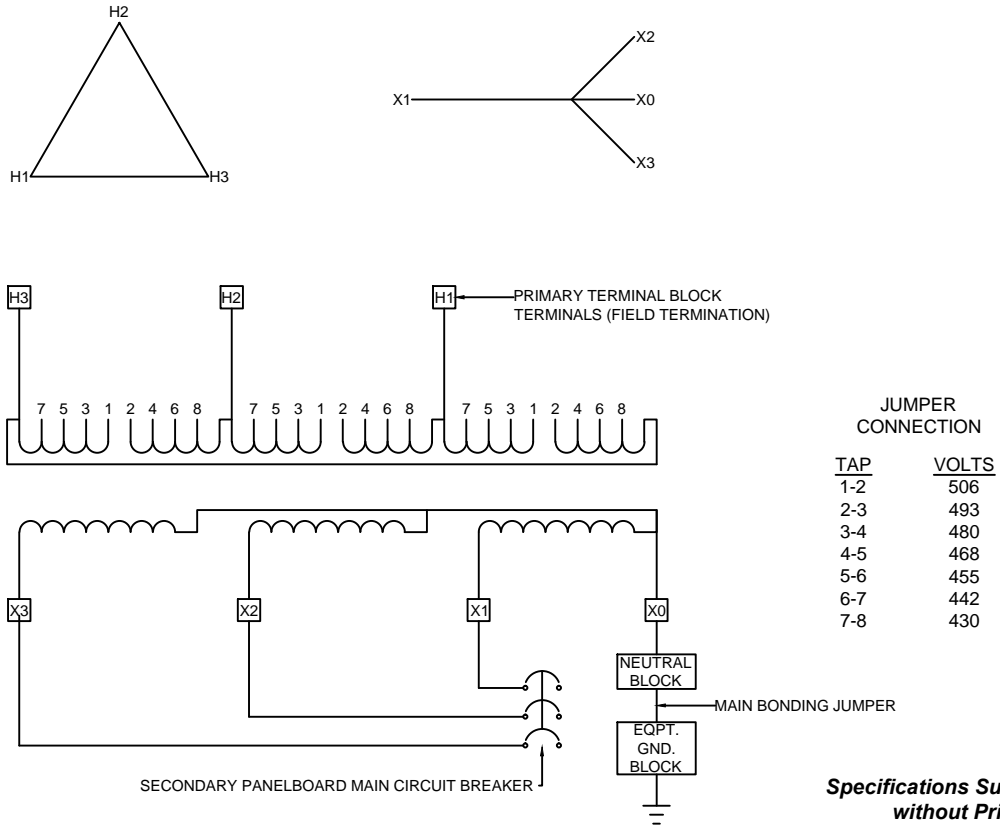 H2
H1
H3
X2
X1
X0
X3
H3
H2
H1
PRIMARY TERMINAL BLOCK
TERMINALS (FIELD TERMINATION)
7 5 3 1 2 4 6 8 7 5 3 1 2 4 6 8 7 5 3 1 2 4 6 8
JUMPER
CONNECTION
TAP VOLTS
1-2 506
2-3 493
3-4 480
4-5 468
5-6 455
6-7 442
7-8 430
X3
X2
X1
X0
NEUTRAL
BLOCK
MAIN BONDING JUMPER
EQPT.
GND.
BLOCK
SECONDARY PANELBOARD MAIN CIRCUIT BREAKER
Specifications Su
without Pri